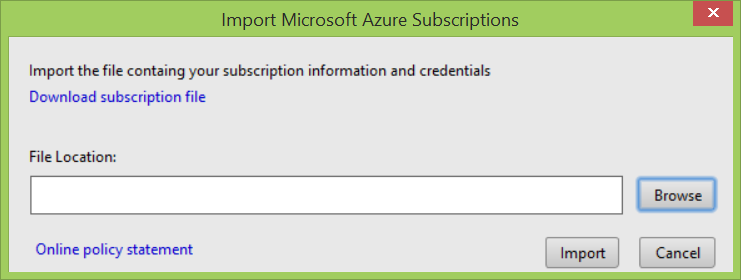 Import Microsoft Azure Subscriptions
Import the file containg your subscription information and credentials
Download subscription file
File Location:
Browse
Online policy statement
Import
Cancel